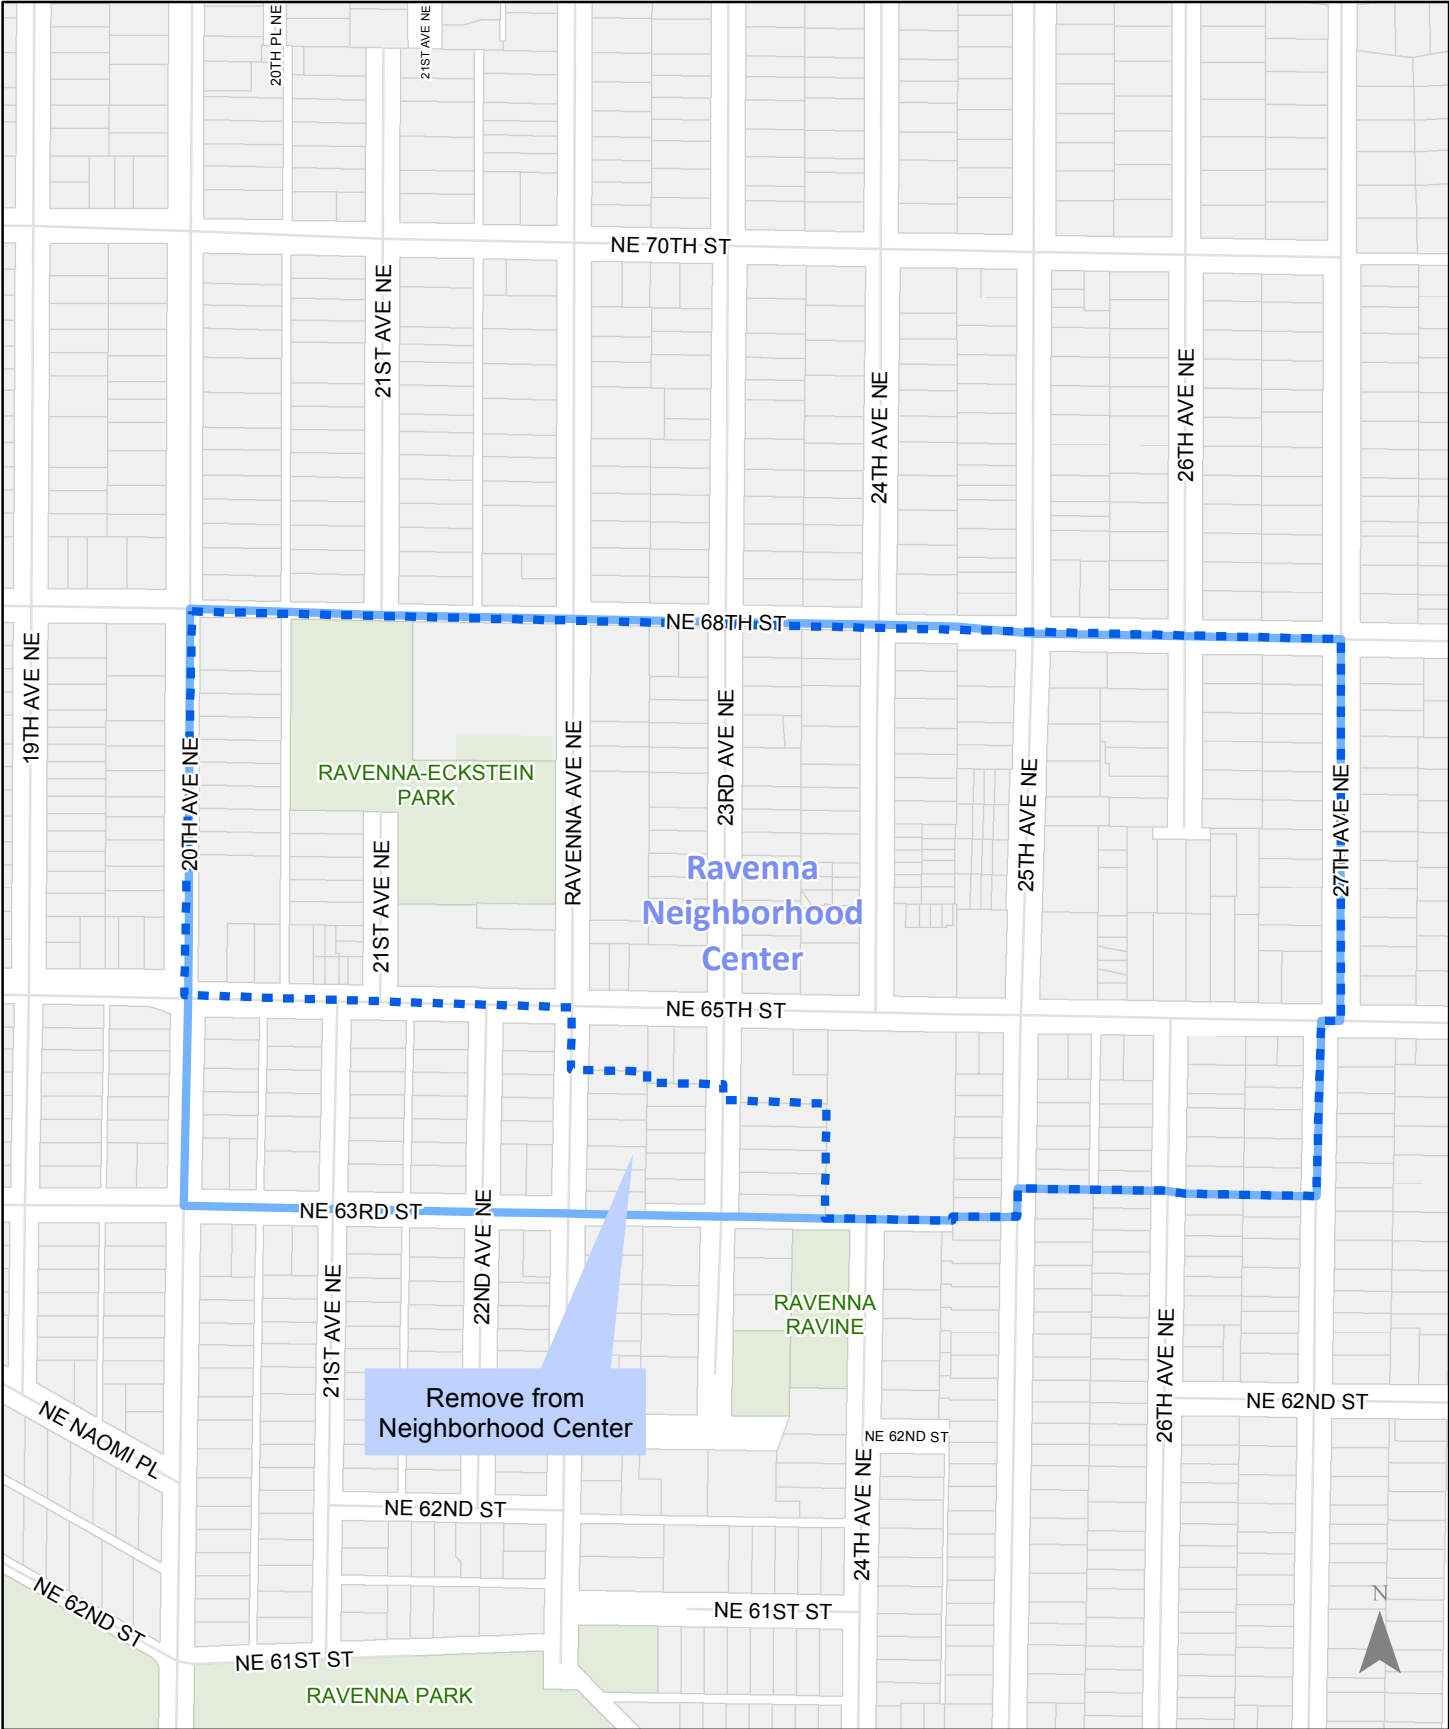 20TH PL NE
21ST AVE NE
NE 70TH ST
21ST AVE NE
24TH AVE NE
26TH AVE NE
NE 68TH ST
19TH AVE NE
20TH AVE NE
RAVENNA-ECKSTEIN
PARK
RAVENNA AVE NE
23RD AVE NE
25TH AVE NE
27TH AVE NE
21ST AVE NE
Ravenna
Neighborhood
Center
NE 65TH ST
NE 63RD ST
22ND AVE NE
21ST AVE NE
RAVENNA
RAVINE
26TH AVE NE
Remove from
Neighborhood Center
NE 62ND ST
NE NAOMI PL
NE 62ND ST
24TH AVE NE
NE 62ND ST
NE 62ND ST
NE 61ST ST
N
NE 61ST ST
RAVENNA PARK